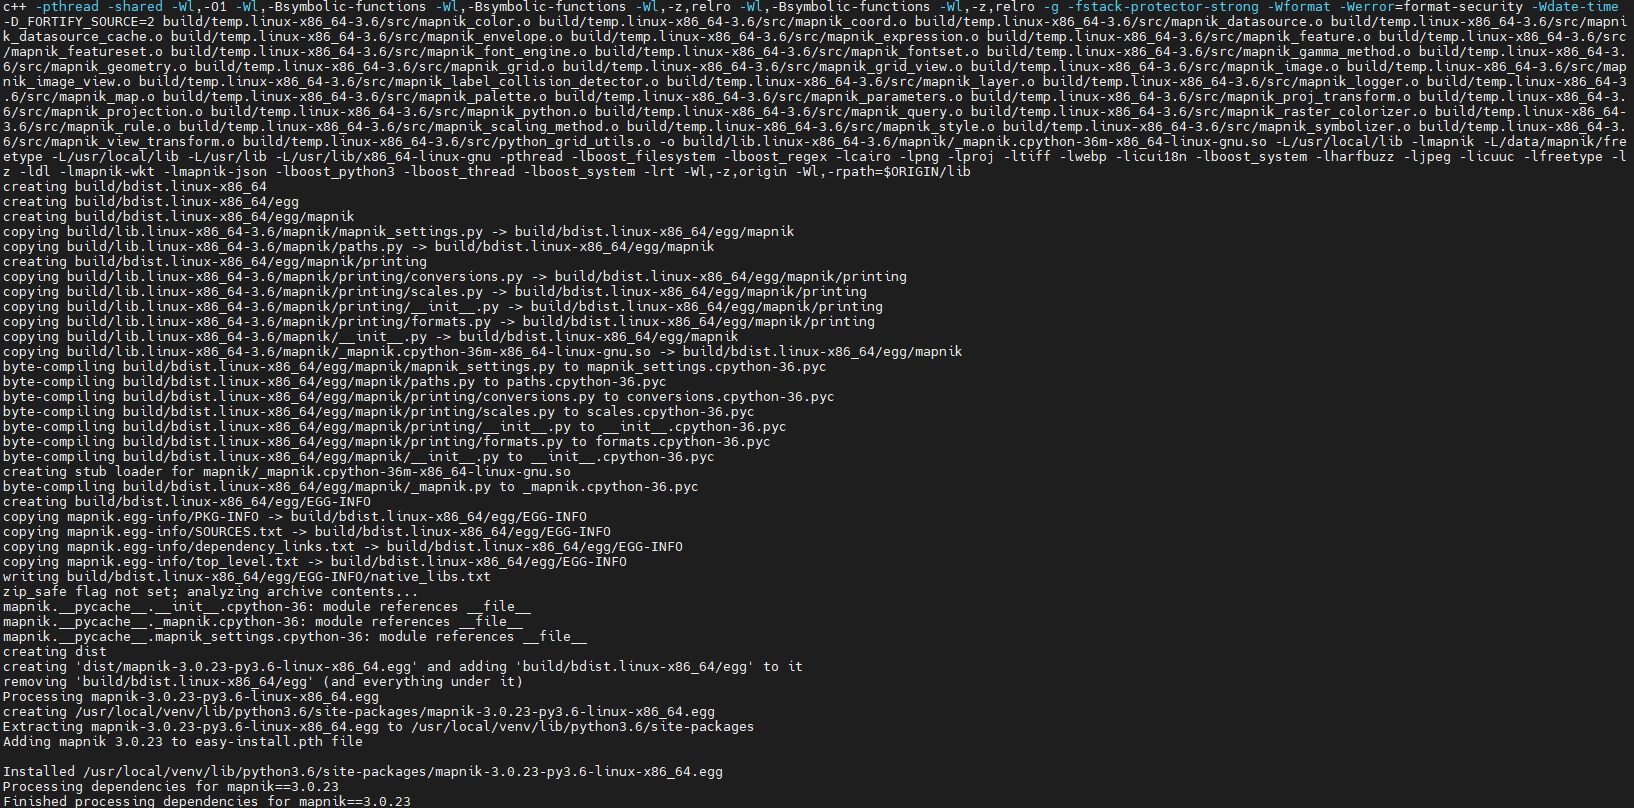 c++ -pthread -shared -Wl,-O1 -Wl,-Bsymbolic-functions -Wl,-Bsymbolic-functions -Wl,-z,relro -Wl,-Bsymbolic-functions -Wl,-z,relro -g -fstack-protector-strong -Wformat -Werror=format-security -Wdate-time
-D_FORTIFY_SOURCE=2 build/temp.linux-x86_64-3.6/src/mapnik_color.o build/temp.linux-x86_64-3.6/src/mapnik_coord.o build/temp.linux-x86_64-3.6/src/mapnik_datasource.o build/temp.linux-x86_64-3.6/src/mapni
k_datasource_cache.o build/temp.linux-x86_64-3.6/src/mapnik_envelope.o build/temp.linux-x86_64-3.6/src/mapnik_expression.o build/temp.linux-x86_64-3.6/src/mapnik_feature.o build/temp.linux-x86_64-3.6/src
/mapnik_featureset.o build/temp.linux-x86_64-3.6/src/mapnik_font_engine.o build/temp.linux-x86_64-3.6/src/mapnik_fontset.o build/temp.linux-x86_64-3.6/src/mapnik_gamma_method.o build/temp.linux-x86_64-3.
6/src/mapnik_geometry.o build/temp.linux-x86_64-3.6/src/mapnik_grid.o build/temp.linux-x86_64-3.6/src/mapnik_grid_view.o build/temp.linux-x86_64-3.6/src/mapnik_image.o build/temp.linux-x86_64-3.6/src/map
nik_image_view.o build/temp.linux-x86_64-3.6/src/mapnik_label_collision_detector.o build/temp.linux-x86_64-3.6/src/mapnik_layer.o build/temp.linux-x86_64-3.6/src/mapnik_logger.o build/temp.linux-x86_64-3
.6/src/mapnik_map.o build/temp.linux-x86_64-3.6/src/mapnik_palette.o build/temp.linux-x86_64-3.6/src/mapnik_parameters.o build/temp.linux-x86_64-3.6/src/mapnik_proj_transform.o build/temp.linux-x86_64-3.
6/src/mapnik_projection.o build/temp.linux-x86_64-3.6/src/mapnik_python.o build/temp.linux-x86_64-3.6/src/mapnik_query.o build/temp.linux-x86_64-3.6/src/mapnik_raster_colorizer.o build/temp.linux-x86_64-
3.6/src/mapnik_rule.o build/temp.linux-x86_64-3.6/src/mapnik_scaling_method.o build/temp.linux-x86_64-3.6/src/mapnik_style.o build/temp.linux-x86_64-3.6/src/mapnik_symbolizer.o build/temp.linux-x86_64-3.
6/src/mapnik_view_transform.o build/temp.linux-x86_64-3.6/src/python_grid_utils.o -o build/lib.linux-x86_64-3.6/mapnik/_mapnik.cpython-36m-x86_64-linux-gnu.so -L/usr/local/lib -lmapnik -L/data/mapnik/fre
etype -L/usr/local/lib -L/usr/lib -L/usr/lib/x86_64-linux-gnu -pthread -lboost_filesystem -lboost_regex -lcairo -lpng -lproj -ltiff -lwebp -licui18n -lboost_system -lharfbuzz -ljpeg -licuuc -lfreetype -l
z -ldl -lmapnik-wkt -lmapnik-json -lboost_python3 -lboost_thread -lboost_system -lrt -Wl,-z,origin -Wl,-rpath=$ORIGIN/lib
creating build/bdist.linux-x86_64
creating build/bdist.linux-x86_64/egg
creating build/bdist.linux-x86_64/egg/mapnik
copying build/lib.linux-x86_64-3.6/mapnik/mapnik_settings.py -> build/bdist.linux-x86_64/egg/mapnik
copying build/lib.linux-x86_64-3.6/mapnik/paths.py -> build/bdist.linux-x86_64/egg/mapnik
creating build/bdist.linux-x86_64/egg/mapnik/printing
copying build/lib.linux-x86_64-3.6/mapnik/printing/conversions.py -> build/bdist.linux-x86_64/egg/mapnik/printing
copying build/lib.linux-x86_64-3.6/mapnik/printing/scales.py -> build/bdist.linux-x86_64/egg/mapnik/printing
copying build/lib.linux-x86_64-3.6/mapnik/printing/__init__.py -> build/bdist.linux-x86_64/egg/mapnik/printing
copying build/lib.linux-x86_64-3.6/mapnik/printing/formats.py -> build/bdist.linux-x86_64/egg/mapnik/printing
copying build/lib.linux-x86_64-3.6/mapnik/__init__.py -> build/bdist.linux-x86_64/egg/mapnik
copying build/lib.linux-x86_64-3.6/mapnik/_mapnik.cpython-36m-x86_64-linux-gnu.so -> build/bdist.linux-x86_64/egg/mapnik
byte-compiling build/bdist.linux-x86_64/egg/mapnik/mapnik_settings.py to mapnik_settings.cpython-36.pyc
byte-compiling build/bdist.linux-x86_64/egg/mapnik/paths.py to paths.cpython-36.pyc
byte-compiling build/bdist.linux-x86_64/egg/mapnik/printing/conversions.py to conversions.cpython-36.pyc
byte-compiling build/bdist.linux-x86_64/egg/mapnik/printing/scales.py to scales.cpython-36.pyc
byte-compiling build/bdist.linux-x86_64/egg/mapnik/printing/__init__.py to __init__.cpython-36.pyc
byte-compiling build/bdist.linux-x86_64/egg/mapnik/printing/formats.py to formats.cpython-36.pyc
byte-compiling build/bdist.linux-x86_64/egg/mapnik/__init__.py to __init__.cpython-36.pyc
creating stub loader for mapnik/_mapnik.cpython-36m-x86_64-linux-gnu.so
byte-compiling build/bdist.linux-x86_64/egg/mapnik/_mapnik.py to _mapnik.cpython-36.pyc
creating build/bdist.linux-x86_64/egg/EGG-INFO
copying mapnik.egg-info/PKG-INFO -> build/bdist.linux-x86_64/egg/EGG-INFO
copying mapnik.egg-info/SOURCES.txt -> build/bdist.linux-x86_64/egg/EGG-INFO
copying mapnik.egg-info/dependency_links.txt -> build/bdist.linux-x86_64/egg/EGG-INFO
copying mapnik.egg-info/top_level.txt -> build/bdist.linux-x86_64/egg/EGG-INFO
writing build/bdist.linux-x86_64/egg/EGG-INFO/native_libs.txt
zip_safe flag not set; analyzing archive contents...
mapnik.__pycache__.__init__.cpython-36: module references __file__
mapnik.__pycache__._mapnik.cpython-36: module references __file__
mapnik.__pycache__.mapnik_settings.cpython-36: module references __file__
creating dist
creating 'dist/mapnik-3.0.23-py3.6-linux-x86_64.egg' and adding 'build/bdist.linux-x86_64/egg' to it
removing 'build/bdist.linux-x86_64/egg' (and everything under it)
Processing mapnik-3.0.23-py3.6-linux-x86_64.egg
creating /usr/local/venv/lib/python3.6/site-packages/mapnik-3.0.23-py3.6-linux-x86_64.egg
Extracting mapnik-3.0.23-py3.6-linux-x86_64.egg to /usr/local/venv/lib/python3.6/site-packages
Adding mapnik 3.0.23 to easy-install.pth file
Installed /usr/local/venv/lib/python3.6/site-packages/mapnik-3.0.23-py3.6-linux-x86_64.egg
Processing dependencies for mapnik==3.0.23
Finished processing dependencies for mapnik==3.0.23